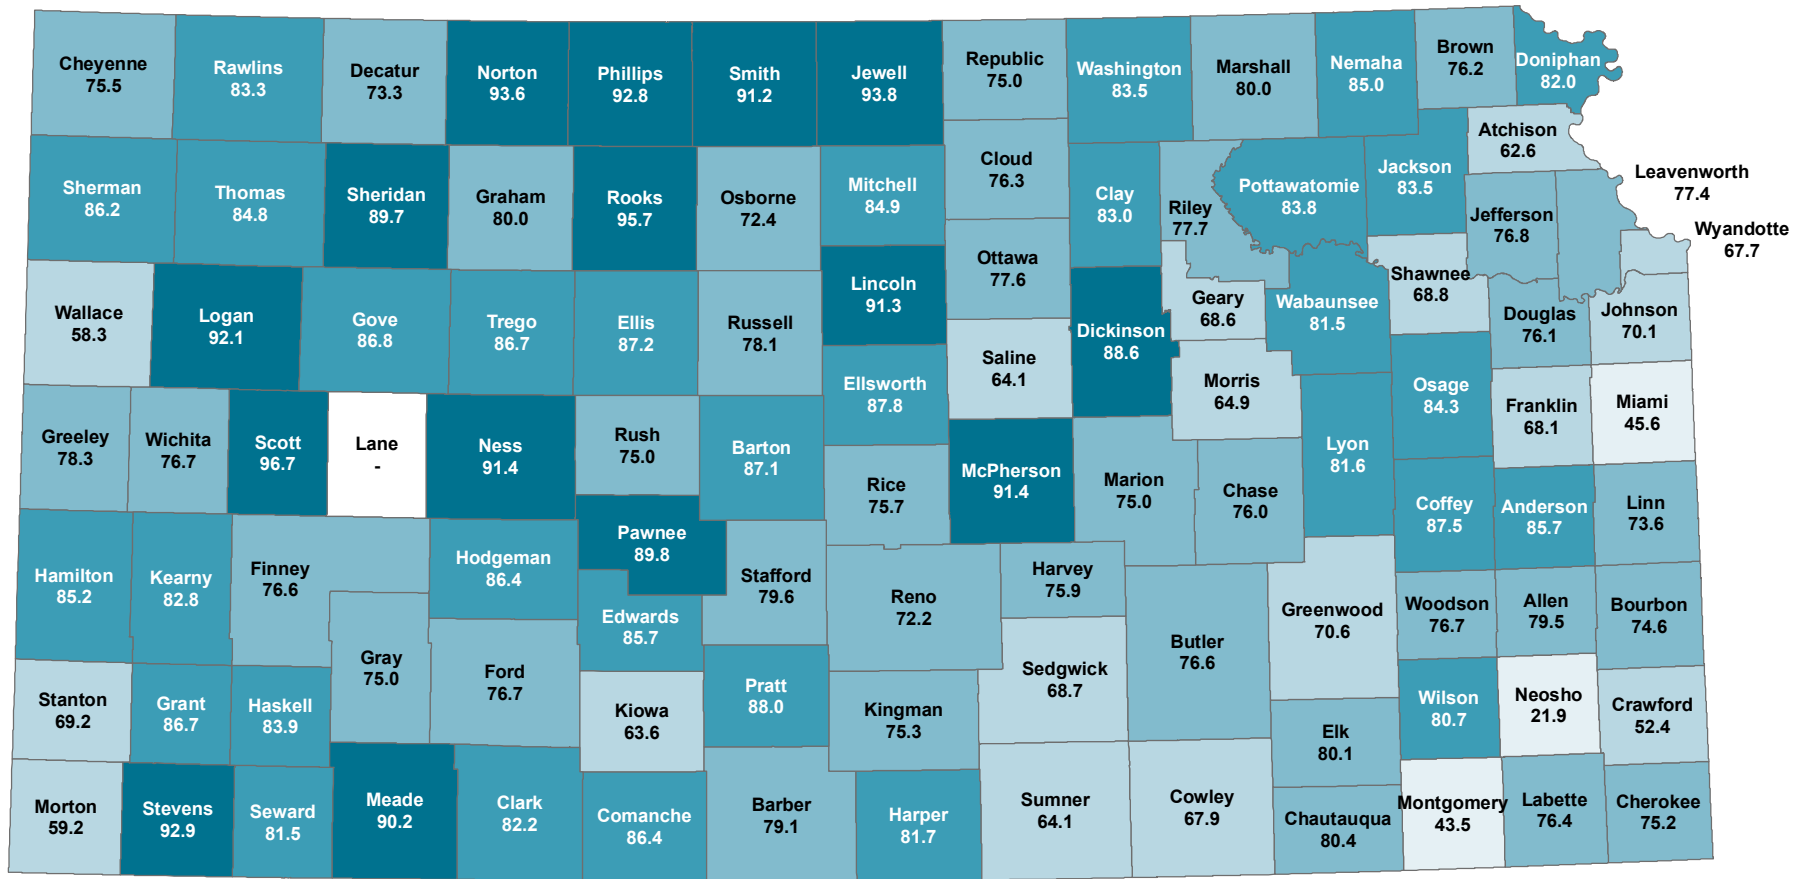 Cheyenne
75.5
Rawlins
83.3
Decatur
73.3
Norton
93.6
Phillips
92.8
Smith
91.2
Jewell
93.8
Republic
75.0
Washington
83.5
Marshall
80.0
Nemaha
85.0
Brown
76.2
Doniphan
82.0
Sherman
86.2
Thomas
84.8
Sheridan
89.7
Graham
80.0
Rooks
95.7
Osborne
72.4
Mitchell
84.9
Cloud
76.3
Clay
83.0
Riley
77.7
Pottawatomie
83.8
Jackson
83.5
Atchison
62.6
Jefferson
76.8
Leavenworth
77.4
Wyandotte
67.7
Wallace
58.3
Logan
92.1
Gove
86.8
Trego
86.7
Ellis
87.2
Russell
78.1
Lincoln
91.3
Ottawa
77.6
Saline
64.1
Dickinson
88.6
Geary
68.6
Wabaunsee
81.5
Shawnee
68.8
Douglas
76.1
Johnson
70.1
Greeley
78.3
Wichita
76.7
Scott
96.7
Lane
-
Ness
91.4
Rush
75.0
Barton
87.1
Ellsworth
87.8
Rice
75.7
McPherson
91.4
Marion
75.0
Morris
64.9
Chase
76.0
Lyon
81.6
Osage
84.3
Franklin
68.1
Miami
45.6
Coffey
87.5
Anderson
85.7
Linn
73.6
Hamilton
85.2
Kearny
82.8
Finney
76.6
Hodgeman
86.4
Pawnee
89.8
Edwards
85.7
Stafford
79.6
Reno
72.2
Harvey
75.9
Butler
76.6
Greenwood
70.6
Woodson
76.7
Allen
79.5
Bourbon
74.6
Stanton
69.2
Grant
86.7
Haskell
83.9
Gray
75.0
Ford
76.7
Kiowa
63.6
Pratt
88.0
Kingman
75.3
Sedgwick
68.7
Elk
80.1
Wilson
80.7
Neosho
21.9
Crawford
52.4
Morton
59.2
Stevens
92.9
Seward
81.5
Meade
90.2
Clark
82.2
Comanche
86.4
Barber
79.1
Harper
81.7
Sumner
64.1
Cowley
67.9
Chautauqua
80.4
Montgomery
43.5
Labette
76.4
Cherokee
75.2